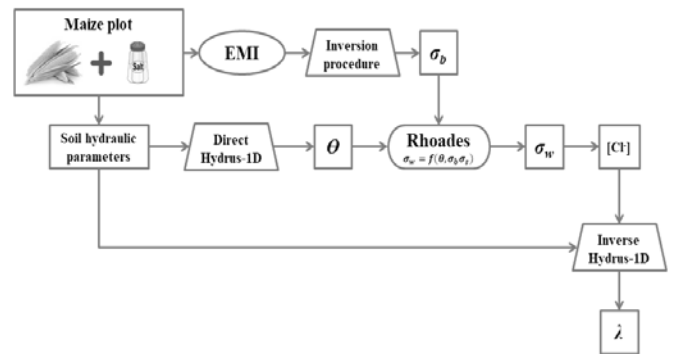 Maize plot
Salt
EMI
Inversion
procedure
σb
Soil hydraulic
parameters
Direct
Hydrus-1D
θ
Rhoades
σw = f(θ, σb σs)
σw
[Cl-]
Inverse
Hydrus-1D
λ